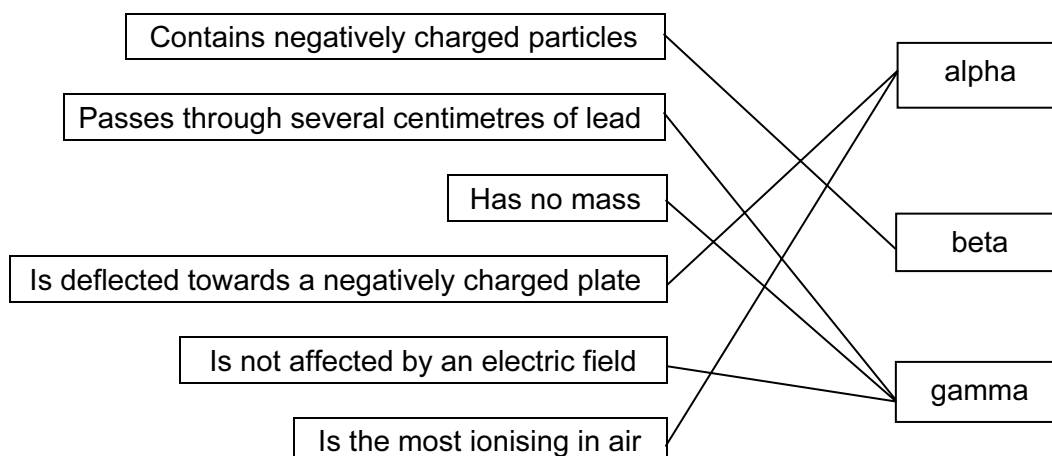 Contains negatively charged particles
Passes through several centimetres of lead
Has no mass
Is deflected towards a negatively charged plate
Is not affected by an electric field
Is the most ionising in air
alpha
beta
gamma